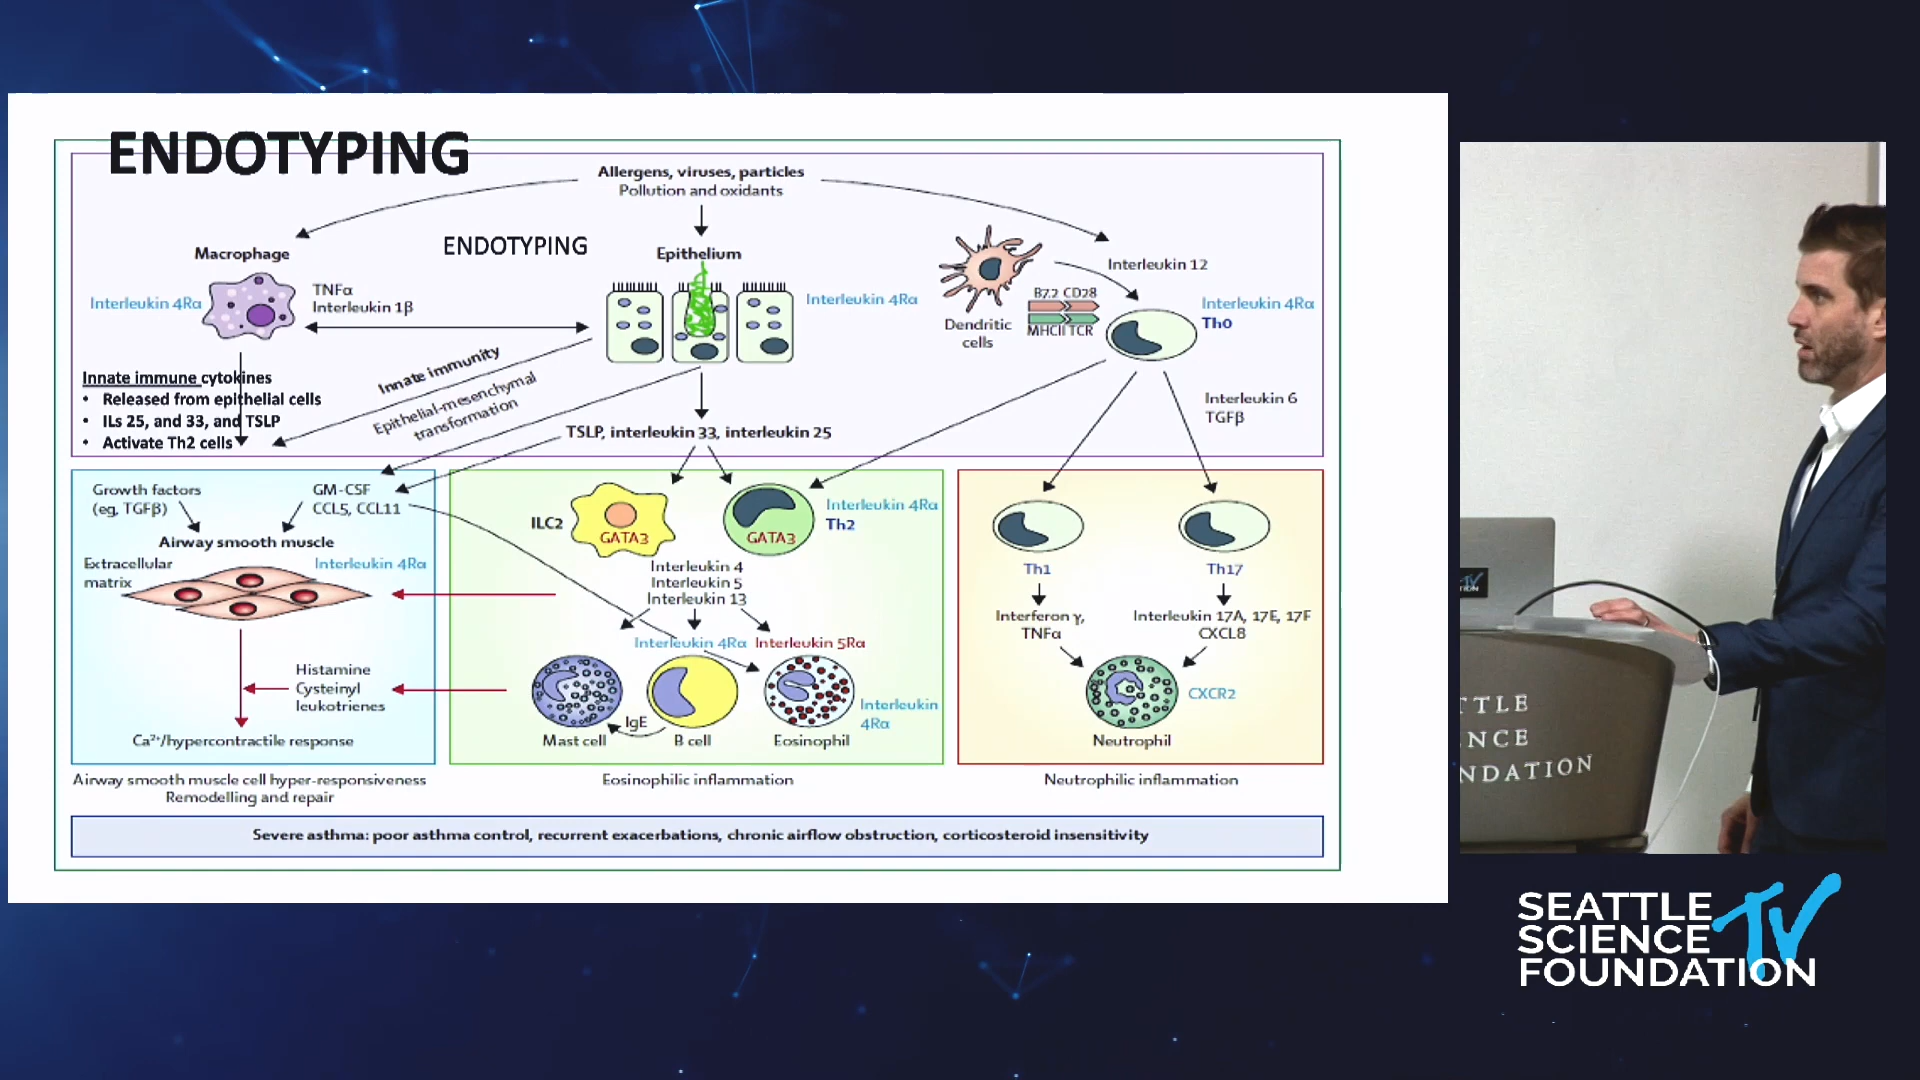 ENDOTYPING
Allergens, viruses, particles
Pollution and oxidants
Macrophage
ENDOTYPING
Epithelium
Interleukin 12
Interleukin 4Rα
TNFα
Interleukin 1β
Interleukin 4Rα
B7.2 CD28
MHCII TCR
Dendritic
cells
Interleukin 4Rα
Th0
Innate immunity
Epithelial-mesenchymal
transformation
Innate immune cytokines
• Released from epithelial cells
• ILs 25, and 33, and TSLP
• Activate Th2 cells
TSLP, interleukin 33, interleukin 25
Interleukin 6
TGFβ
Growth factors
(eg, TGFβ)
GM-CSF
CCL5, CCL11
Airway smooth muscle
Extracellular
matrix
Interleukin 4Rα
Histamine
Cysteinyl
leukotrienes
Ca²⁺/hypercontractile response
Airway smooth muscle cell hyper-responsiveness
Remodelling and repair
ILC2
GATA3
GATA3
Interleukin 4Rα
Th2
Interleukin 4
Interleukin 5
Interleukin 13
Interleukin 4Rα
Interleukin 5Rα
Interleukin
4Rα
IgE
Mast cell
B cell
Eosinophil
Eosinophilic inflammation
Th1
Th17
Interferon γ,
TNFα
Interleukin 17A, 17E, 17F
CXCL8
CXCR2
Neutrophil
Neutrophilic inflammation
Severe asthma: poor asthma control, recurrent exacerbations, chronic airflow obstruction, corticosteroid insensitivity
TTLE
ENCE
NDATION
SEATTLE
SCIENCE
FOUNDATION
TV